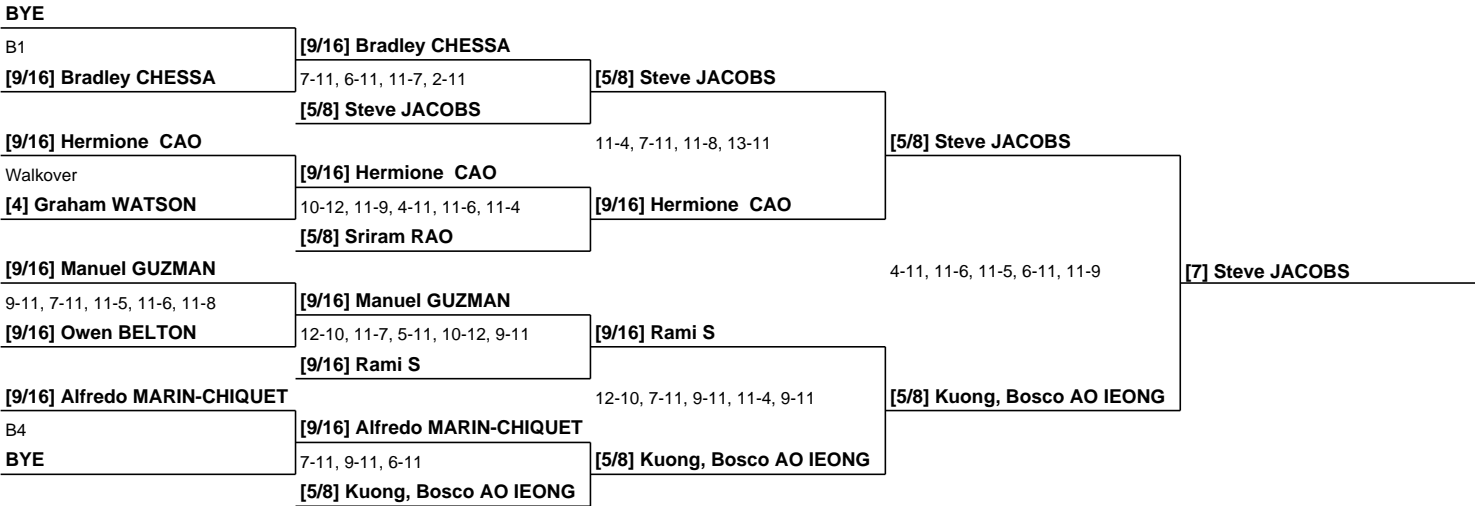 BYE
B1
[9/16] Bradley CHESSA
[9/16] Bradley CHESSA
7-11, 6-11, 11-7, 2-11
[5/8] Steve JACOBS
[5/8] Steve JACOBS
[9/16] Hermione  CAO
Walkover
[4] Graham WATSON
[9/16] Hermione  CAO
10-12, 11-9, 4-11, 11-6, 11-4
[5/8] Sriram RAO
11-4, 7-11, 11-8, 13-11
[9/16] Hermione  CAO
[5/8] Steve JACOBS
[9/16] Manuel GUZMAN
9-11, 7-11, 11-5, 11-6, 11-8
[9/16] Owen BELTON
[9/16] Manuel GUZMAN
12-10, 11-7, 5-11, 10-12, 9-11
[9/16] Rami S
[9/16] Rami S
[9/16] Alfredo MARIN-CHIQUET
B4
BYE
[9/16] Alfredo MARIN-CHIQUET
7-11, 9-11, 6-11
[5/8] Kuong, Bosco AO IEONG
12-10, 7-11, 9-11, 11-4, 9-11
[5/8] Kuong, Bosco AO IEONG
[5/8] Kuong, Bosco AO IEONG
4-11, 11-6, 11-5, 6-11, 11-9
[7] Steve JACOBS